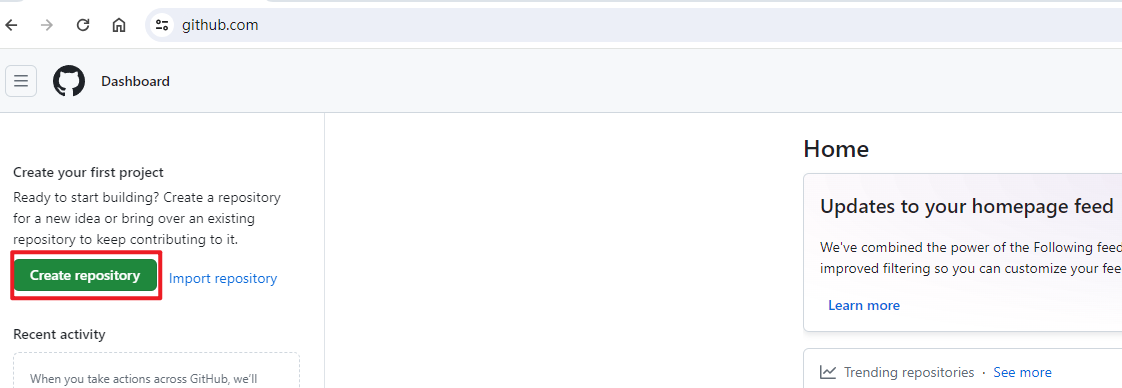 github.com
Dashboard
Create your first project
Ready to start building? Create a repository
for a new idea or bring over an existing
repository to keep contributing to it.
Create repository
Import repository
Recent activity
When you take actions across GitHub, we'll
Home
Updates to your homepage feed
We've combined the power of the Following feed
improved filtering so you can customize your fee
Learn more
Trending repositories · See more